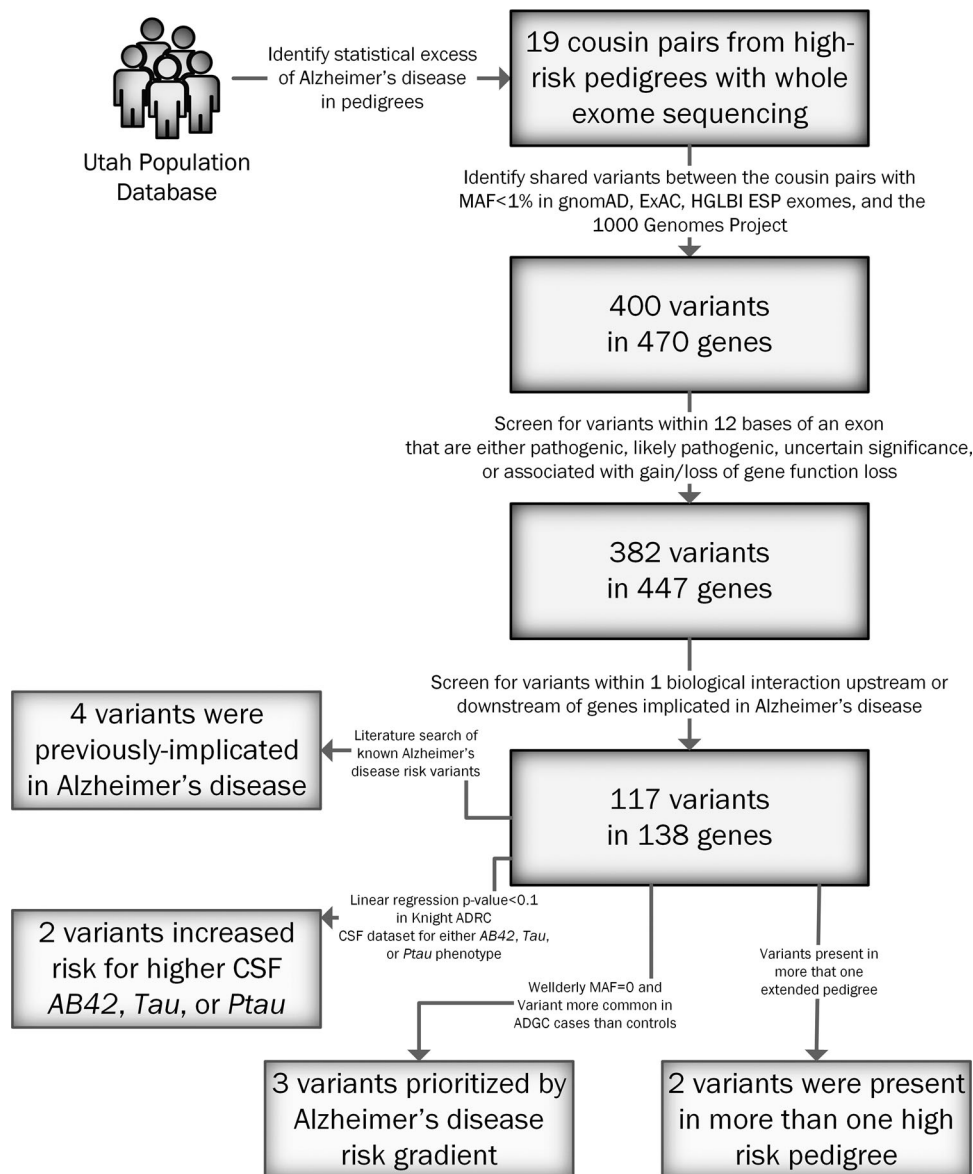 Identify statistical excess
of Alzheimer's disease
in pedigrees
Utah Population
Database
19 cousin pairs from high-
risk pedigrees with whole
exome sequencing
Identify shared variants between the cousin pairs with
MAF<1% in gnomAD, ExAC, HGLBI ESP exomes, and the
1000 Genomes Project
400 variants
in 470 genes
Screen for variants within 12 bases of an exon
that are either pathogenic, likely pathogenic, uncertain significance,
or associated with gain/loss of gene function loss
382 variants
in 447 genes
Screen for variants within 1 biological interaction upstream or
downstream of genes implicated in Alzheimer's disease
117 variants
in 138 genes
Literature search of
known Alzheimer's
disease risk variants
4 variants were
previously-implicated
in Alzheimer's disease
Linear regression p-value<0.1
in Knight ADRC
CSF dataset for either AB42, Tau,
or Ptau phenotype
2 variants increased
risk for higher CSF
AB42, Tau, or Ptau
Wellderly MAF=0 and
Variant more common in
ADGC cases than controls
3 variants prioritized by
Alzheimer's disease
risk gradient
Variants present in
more that one
extended pedigree
2 variants were present
in more than one high
risk pedigree